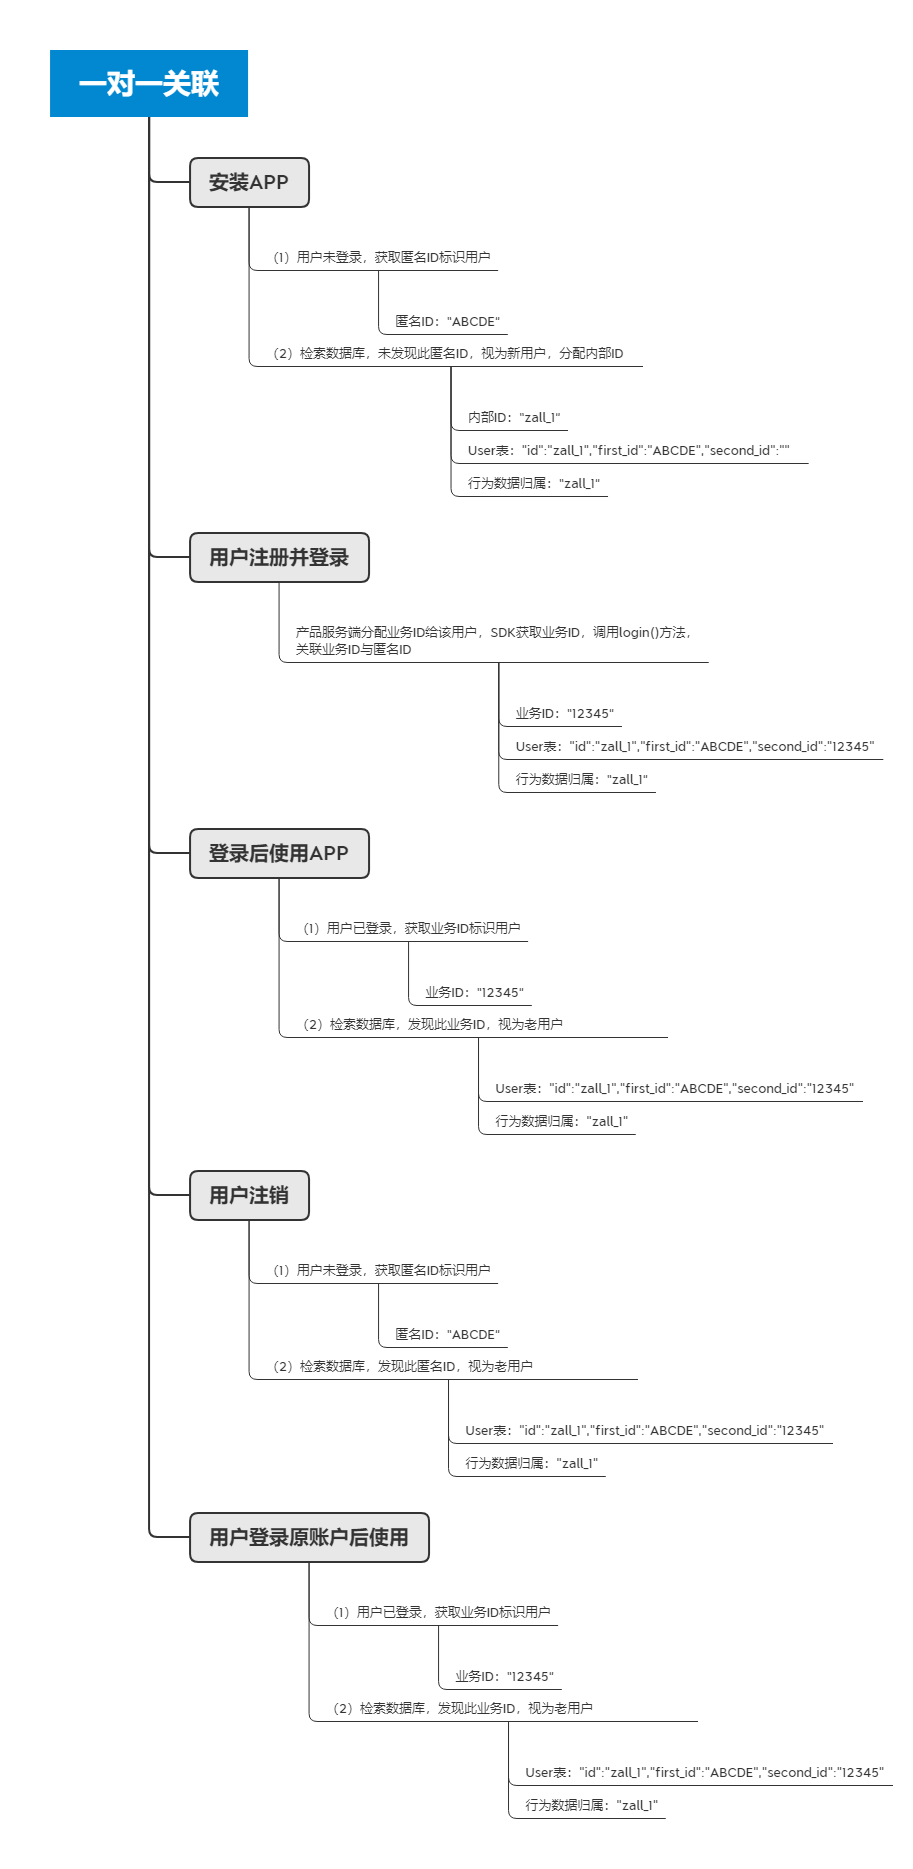 一对一关联
安装APP
（1）用户未登录，获取匿名ID标识用户
匿名ID："ABCDE"
（2）检索数据库，未发现此匿名ID，视为新用户，分配内部ID
内部ID："zall_1"
User表："id":"zall_1","first_id":"ABCDE","second_id":""
行为数据归属："zall_1"
用户注册并登录
产品服务端分配业务ID给该用户，SDK获取业务ID，调用login()方法，
关联业务ID与匿名ID
业务ID："12345"
User表："id":"zall_1","first_id":"ABCDE","second_id":"12345"
行为数据归属："zall_1"
登录后使用APP
（1）用户已登录，获取业务ID标识用户
业务ID："12345"
（2）检索数据库，发现此业务ID，视为老用户
User表："id":"zall_1","first_id":"ABCDE","second_id":"12345"
行为数据归属："zall_1"
用户注销
（1）用户未登录，获取匿名ID标识用户
匿名ID："ABCDE"
（2）检索数据库，发现此匿名ID，视为老用户
User表："id":"zall_1","first_id":"ABCDE","second_id":"12345"
行为数据归属："zall_1"
用户登录原账户后使用
（1）用户已登录，获取业务ID标识用户
业务ID："12345"
（2）检索数据库，发现此业务ID，视为老用户
User表："id":"zall_1","first_id":"ABCDE","second_id":"12345"
行为数据归属："zall_1"